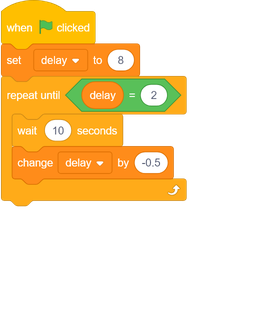 when clicked
set delay to 8
repeat until delay = 2
wait 10 seconds
change delay by -0.5